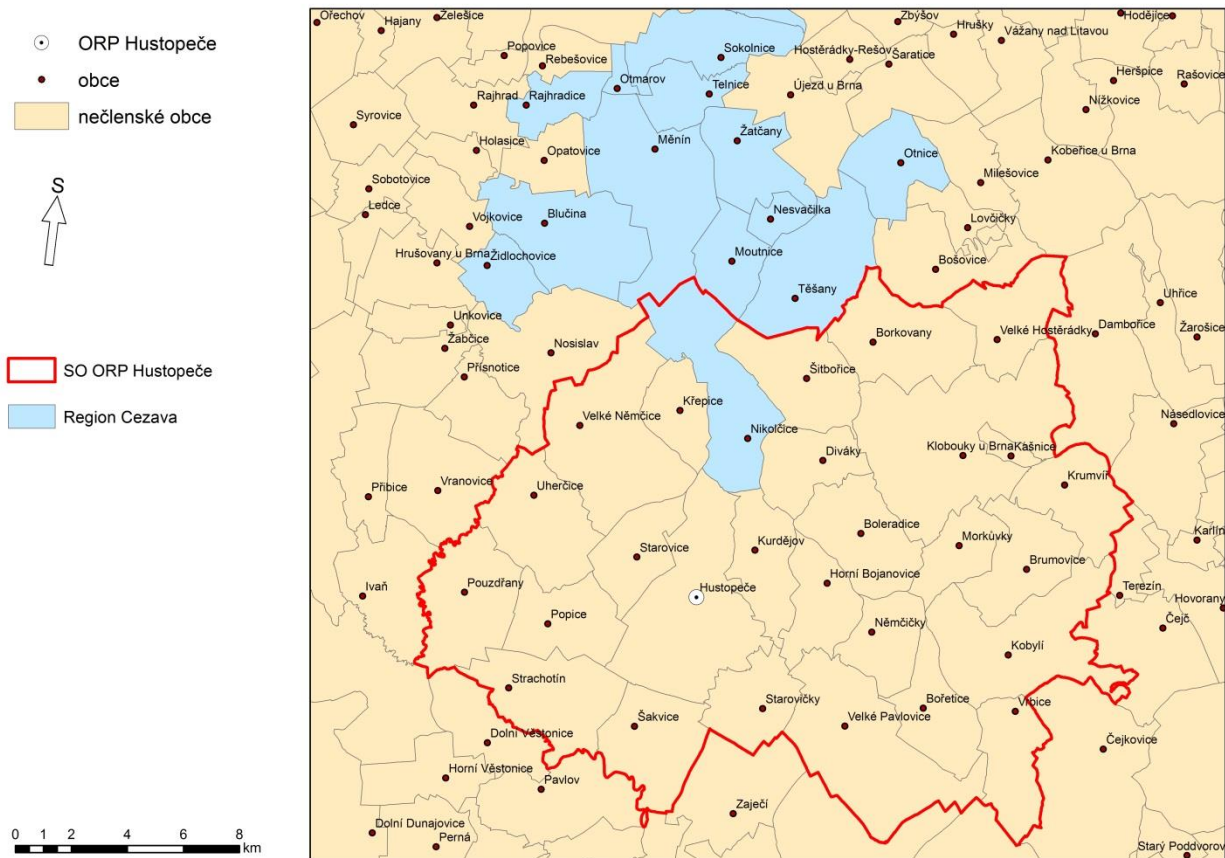 ORP Hustopeče
obce
nečlenské obce
S
SO ORP Hustopeče
Region Cezava
0 1 2 4 6 8
km
Ořechov
Hajany
Želešice
Popovice
Rebešovice
Sokolnice
Hostěrádky-Rešov
Zbýšov
Šaratice
Hrušky
Vážany nad Litavou
Hodějice
Heršpice
Rašovice
Nížkovice
Otmarov
Telnice
Újezd u Brna
Rajhrad
Rajhradice
Syrovice
Holasice
Opatovice
Měnín
Žatčany
Otnice
Kobeřice u Brna
Milešovice
Sobotovice
Ledce
Vojkovice
Blučina
Nesvačilka
Lovčičky
Hrušovany u Brna
Židlochovice
Moutnice
Bošovice
Těšany
Uhřice
Unkovice
Žabčice
Nosislav
Borkovany
Velké Hostěrádky
Dambořice
Žarošice
Přísnotice
Šitbořice
Velké Němčice
Křepice
Nikolčice
Násedlovice
Diváky
Klobouky u Brna
Kašnice
Krumvíř
Přibice
Vranovice
Uherčice
Boleradice
Starovice
Kurdějov
Morkůvky
Brumovice
Karlín
Ivaň
Pouzdřany
Hustopeče
Horní Bojanovice
Terezín
Hovorany
Popice
Němčičky
Čejč
Kobylí
Strachotín
Starovičky
Bořetice
Vrbice
Šakvice
Velké Pavlovice
Dolní Věstonice
Čejkovice
Horní Věstonice
Pavlov
Zaječí
Dolní Dunajovice
Perná
Starý Poddvorov